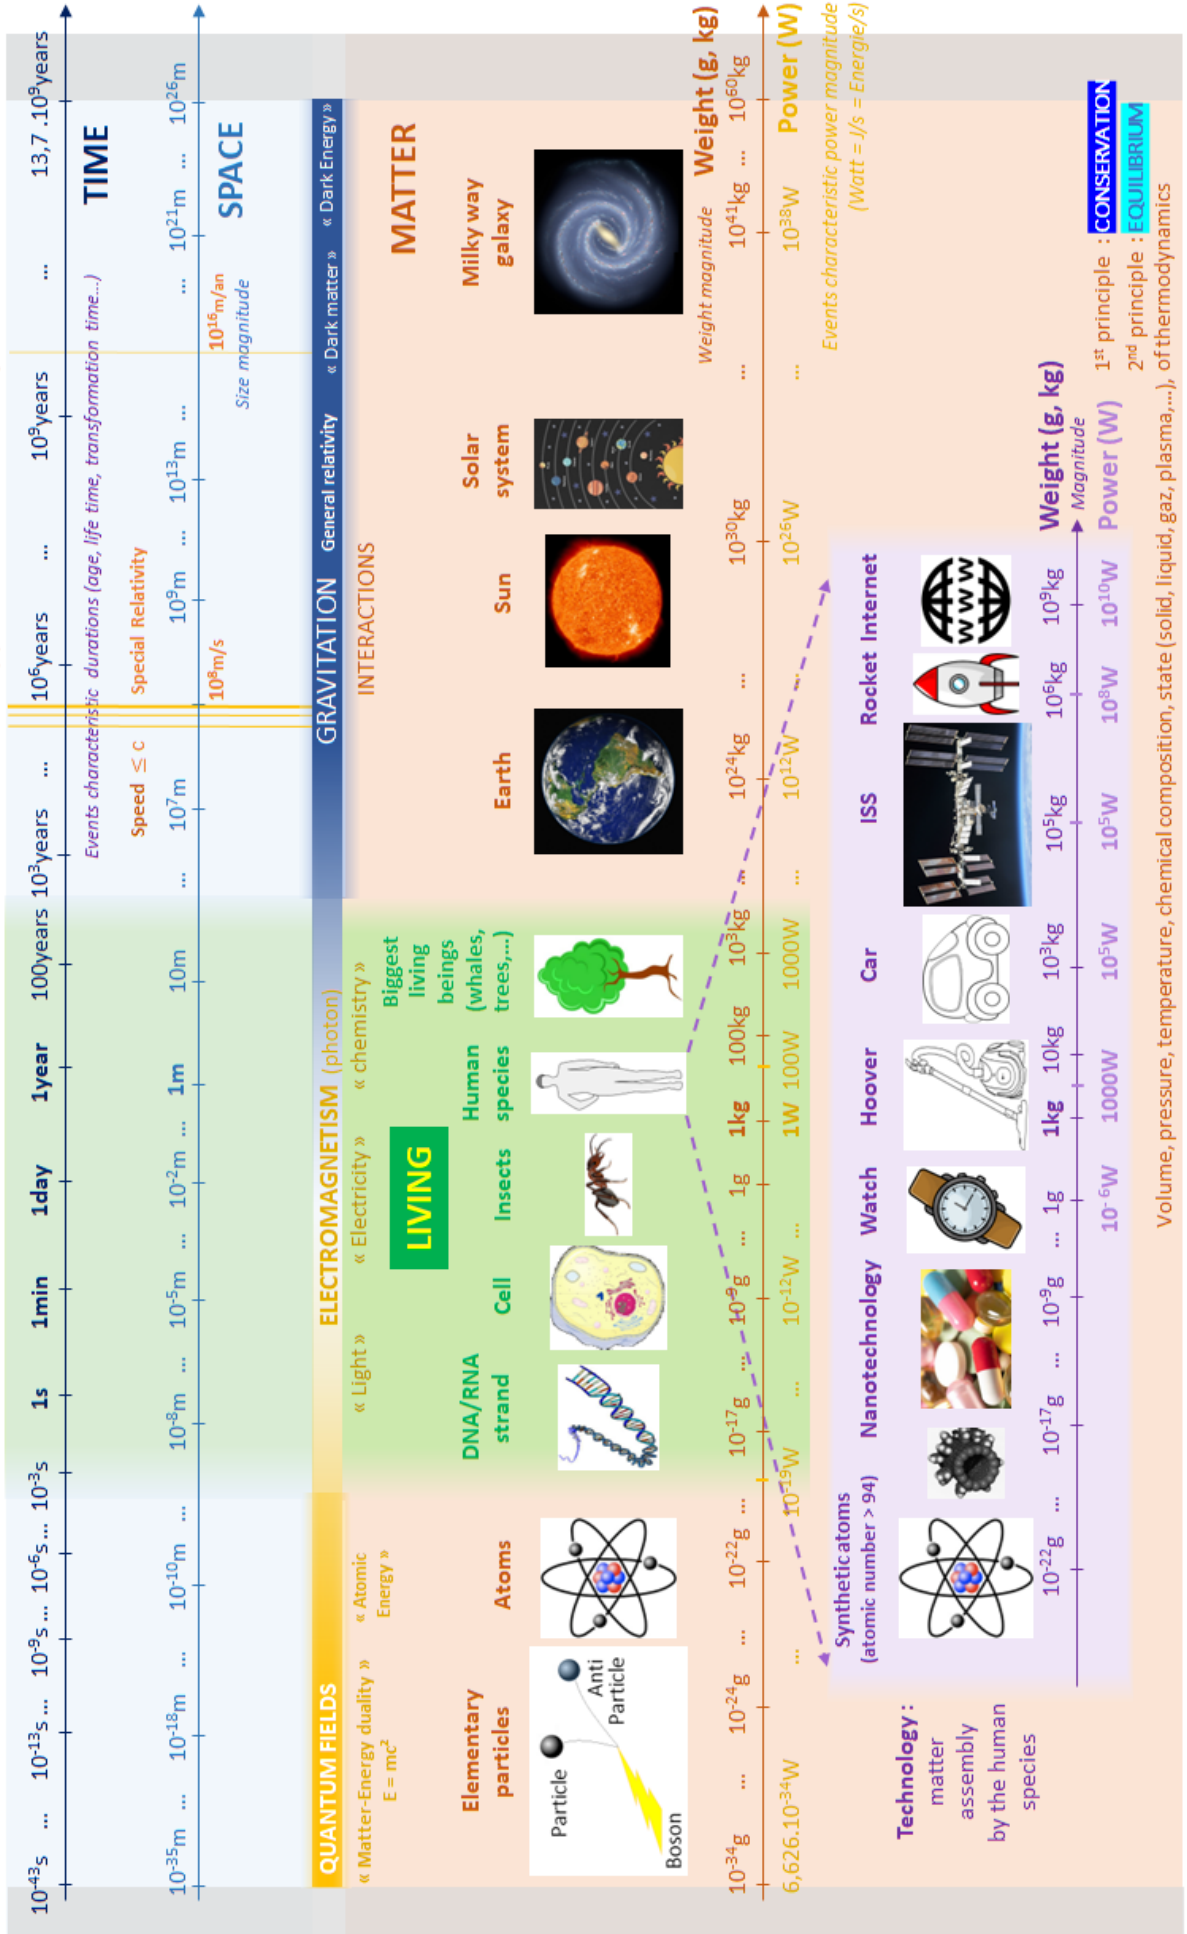 10⁻⁴³s ... 10⁻¹³s ... 10⁻⁹s ... 10⁻⁶s ... 10⁻³s 1s 1min 1day 1year 100years 10³years ... 10⁶years ... 10⁹years ... 13,7 .10⁹years
Events characteristic durations (age, life time, transformation time...)
TIME
Speed ≤ C Special Relativity
10⁻³⁵m ... 10⁻¹⁸m ... 10⁻¹⁰m ... 10⁻⁸m ... 10⁻⁵m ... 10⁻²m ... 1m 10m ... 10⁷m 10⁹m ... 10¹³m ... ... 10²¹m ... 10²⁶m
10⁸m/s 10¹⁶m/an
SPACE
Size magnitude
QUANTUM FIELDS ELECTROMAGNETISM (photon) GRAVITATION General relativity « Dark matter » « Dark Energy »
« Matter-Energy duality »
E = mc²
« Atomic
Energy »
« Light » « Electricity » « chemistry »
INTERACTIONS
MATTER
LIVING
Elementary
particles
Atoms
DNA/RNA
strand
Cell
Insects
Human
species
Biggest
living
beings
(whales,
trees,...)
Earth
Sun
Solar
system
Milky way
galaxy
Particle
Anti
Particle
Boson
Weight magnitude
Weight (g, kg)
10⁻³⁴g ... 10⁻²⁴g ... 10⁻²²g ... 10⁻¹⁷g ... 10⁻⁹g ... 1g 1kg 100kg 10³kg ... 10²⁴kg ... 10³⁰kg ... 10⁴¹kg ... 10⁶⁰kg
6,626.10⁻³⁴W ... 10⁻¹⁹W ... 10⁻¹²W ... 1W 100W 1000W ... 10¹²W ... 10²⁶W ... 10³⁸W
Power (W)
Events characteristic power magnitude
(Watt = J/s = Energie/s)
Technology :
matter
assembly
by the human
species
Synthetic atoms
(atomic number > 94)
Nanotechnology Watch Hoover Car ISS Rocket Internet
WWW
10⁻²²g ... 10⁻¹⁷g ... 10⁻⁹g ... 1g 1kg 10kg 10³kg 10⁵kg 10⁶kg 10⁹kg
Weight (g, kg)
Magnitude
10⁻⁶W 1000W 10⁵W 10⁵W 10⁸W 10¹⁰W
Power (W)
1st principle : CONSERVATION
2nd principle : EQUILIBRIUM
Volume, pressure, temperature, chemical composition, state (solid, liquid, gaz, plasma,...), of thermodynamics